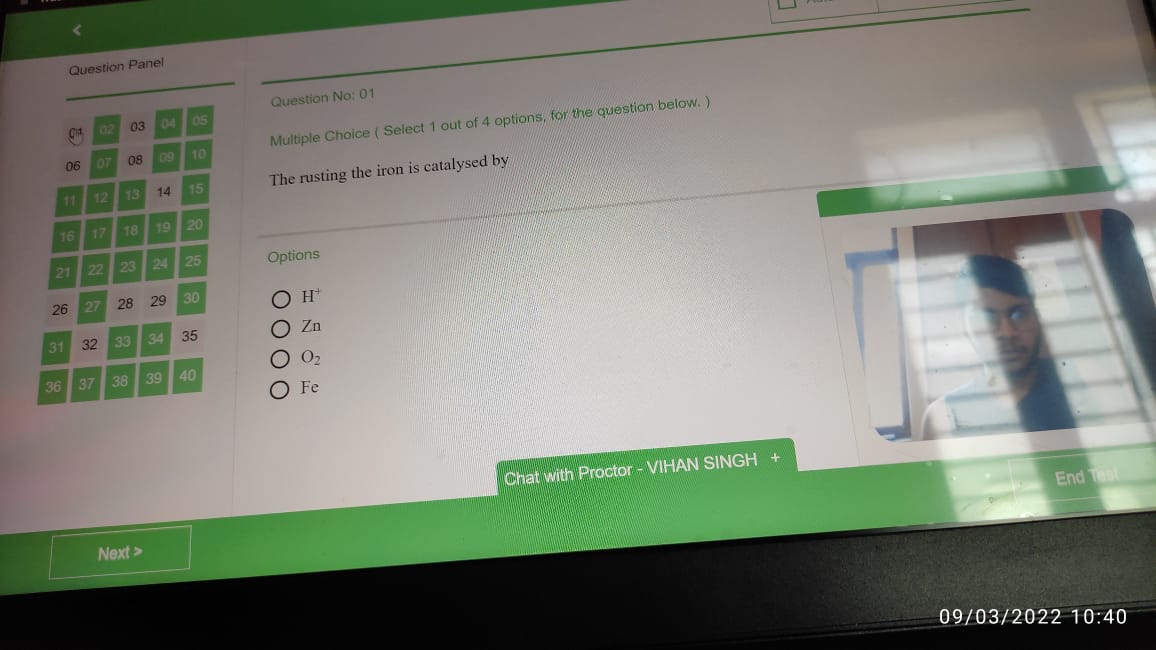 <
Question Panel
01 02 03 04 05
06 07 08 09 10
11 12 13 14 15
16 17 18 19 20
21 22 23 24 25
26 27 28 29 30
31 32 33 34 35
36 37 38 39 40
Question No: 01
Multiple Choice ( Select 1 out of 4 options, for the question below. )
The rusting the iron is catalysed by
Options
H⁺
Zn
O₂
Fe
Chat with Proctor - VIHAN SINGH +
End Test
Next >
09/03/2022 10:40